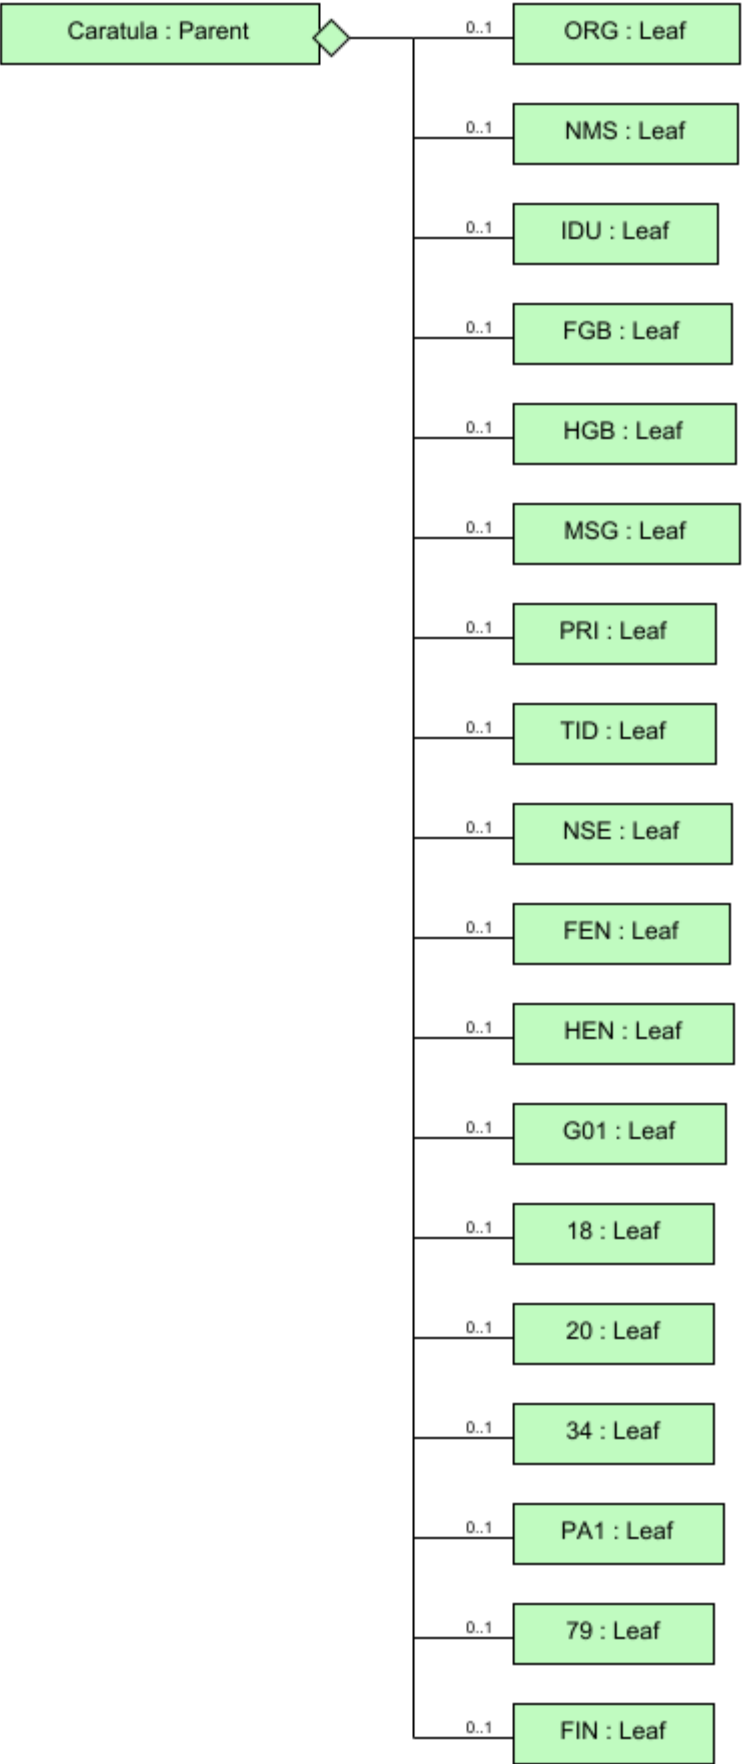 Caratula : Parent
0..1
ORG : Leaf
0..1
NMS : Leaf
0..1
IDU : Leaf
0..1
FGB : Leaf
0..1
HGB : Leaf
0..1
MSG : Leaf
0..1
PRI : Leaf
0..1
TID : Leaf
0..1
NSE : Leaf
0..1
FEN : Leaf
0..1
HEN : Leaf
0..1
G01 : Leaf
0..1
18 : Leaf
0..1
20 : Leaf
0..1
34 : Leaf
0..1
PA1 : Leaf
0..1
79 : Leaf
0..1
FIN : Leaf